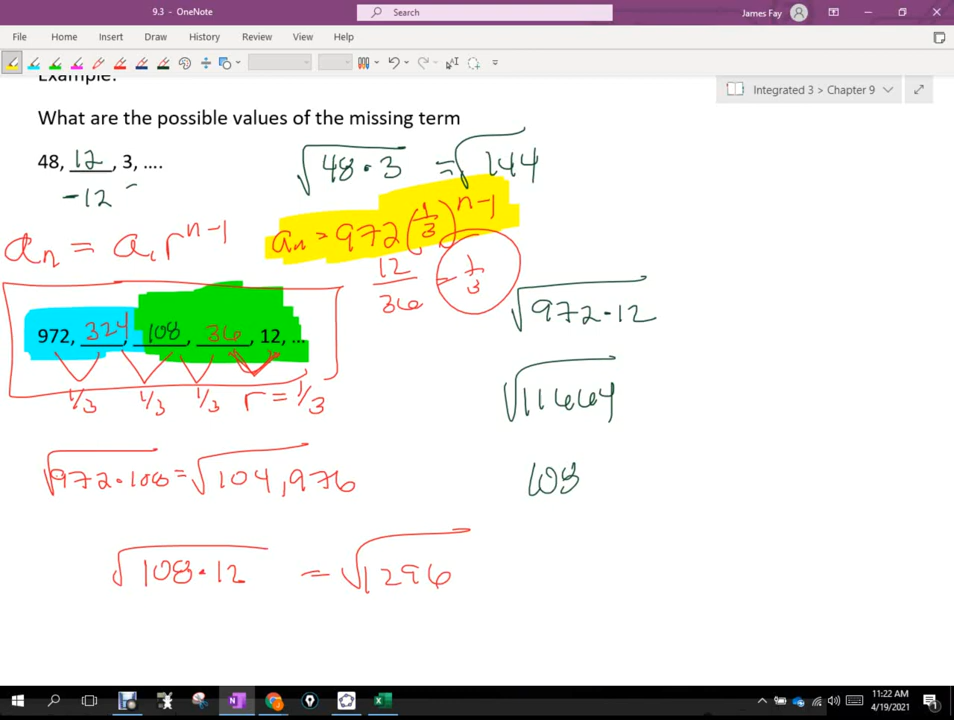 9.3 - OneNote
Search
James Fay
File Home Insert Draw History Review View Help
Integrated 3 > Chapter 9
Example:
What are the possible values of the missing term
48, 12, 3, ....
-12
√48·3 = √144
aₙ = a₁rⁿ⁻¹
aₙ = 972(1/3)ⁿ⁻¹
12/36 = 1/3
972, 324, 108, 36, 12, ...
1/3 1/3 1/3 r = 1/3
√972·12
√11664
108
√972·108 = √104,976
√108·12 = √1296
11:22 AM
4/19/2021